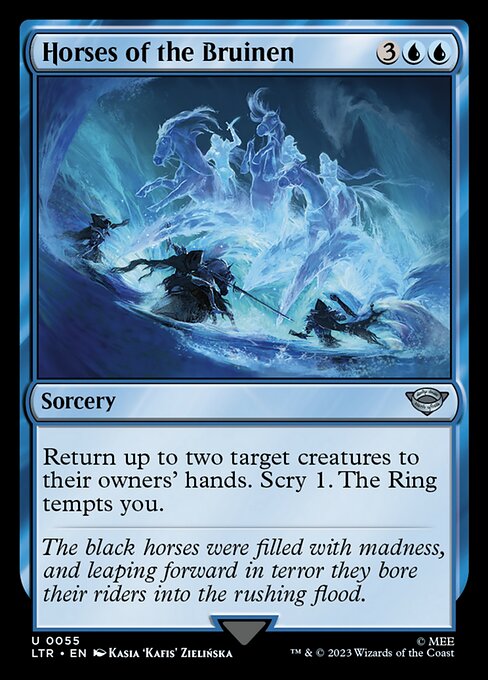 Horses of the Bruinen 3
Sorcery
Return up to two target creatures to
their owners' hands. Scry 1. The Ring
tempts you.
The black horses were filled with madness,
and leaping forward in terror they bore
their riders into the rushing flood.
U 0055
LTR • EN Kasia 'Kafis' Zielińska
© MEE
™ & © 2023 Wizards of the Coast